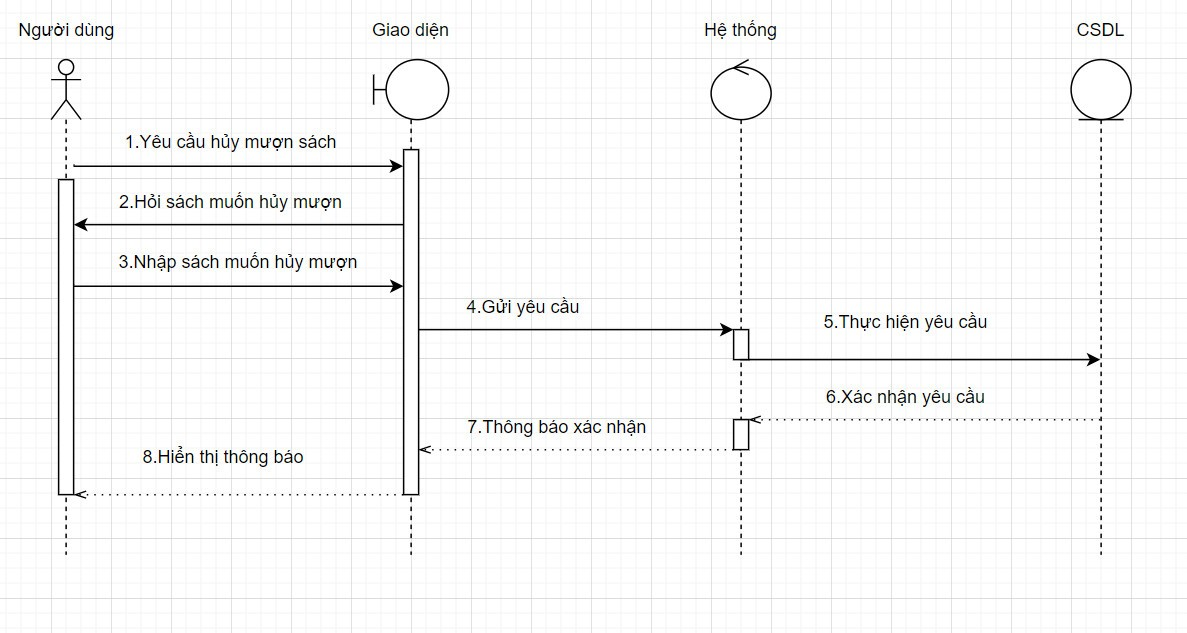 Người dùng
Giao diện
Hệ thống
CSDL
1.Yêu cầu hủy mượn sách
2.Hỏi sách muốn hủy mượn
3.Nhập sách muốn hủy mượn
4.Gửi yêu cầu
5.Thực hiện yêu cầu
6.Xác nhận yêu cầu
7.Thông báo xác nhận
8.Hiển thị thông báo